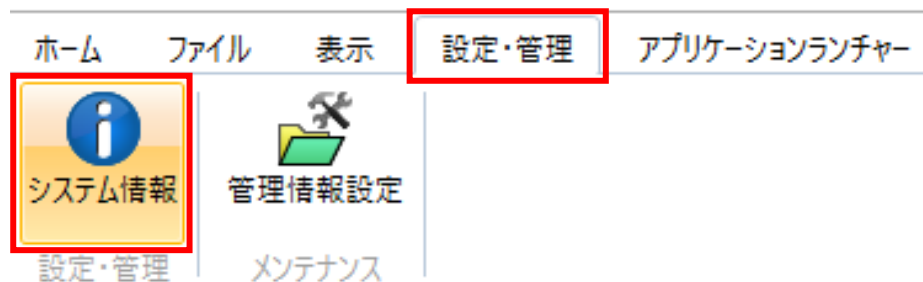 ホーム ファイル 表示 設定・管理 アプリケーションランチャー
システム情報 管理情報設定
設定・管理 メンテナンス